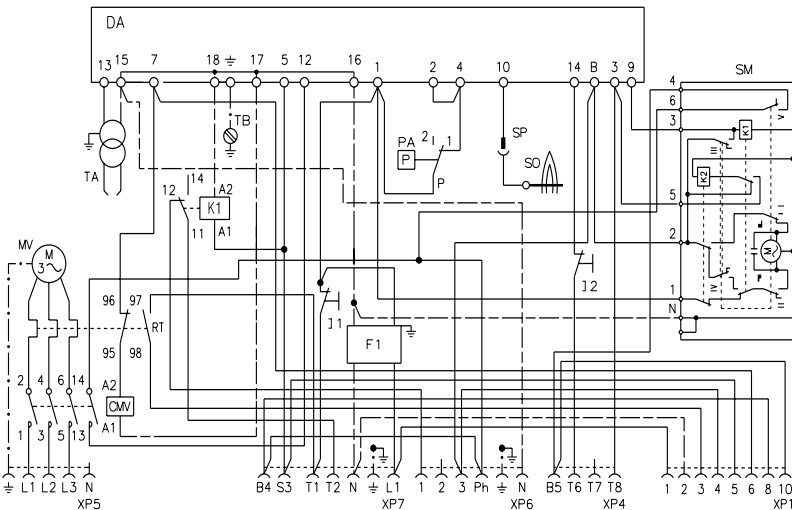 DA
13 15 7 18 17 5 12 16 1 2 4 10 14 B 3 9
SM
4
6
3
5
2
1
N
K1
K2
V
III
I
IV
II
M
TB
TA
PA
P
2 1
P
SP
SO
14
12
11
A2
K1
A1
MV
M
3
96 97
RT
95 98
J1
J2
F1
2 4 6 14
A2
CMV
A1
1 3 5 13
L1 L2 L3 N
XP5
B4 S3 T1 T2 N L1
XP7
1 2 3 Ph N
XP6
B5 T6 T7 T8
XP4
1 2 3 4 5 6 8 10
XP1